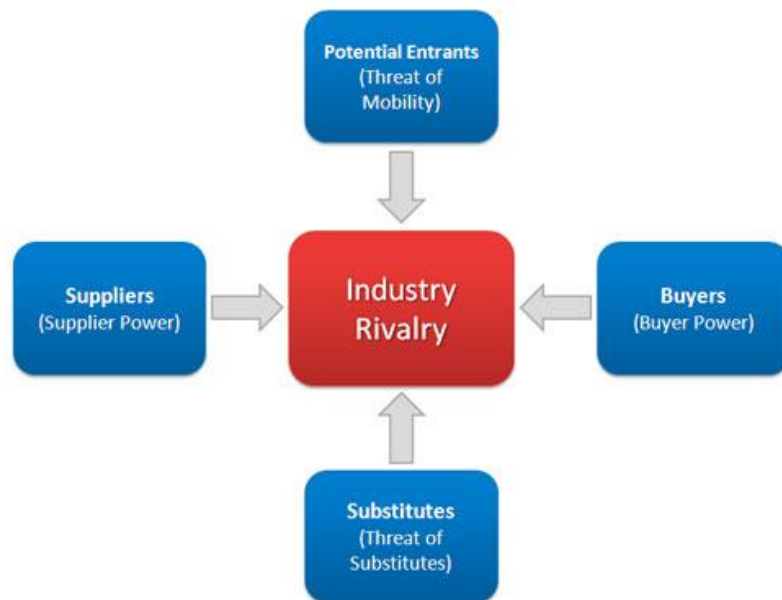 Potential Entrants
(Threat of
Mobility)
Suppliers
(Supplier Power)
Industry
Rivalry
Buyers
(Buyer Power)
Substitutes
(Threat of
Substitutes)